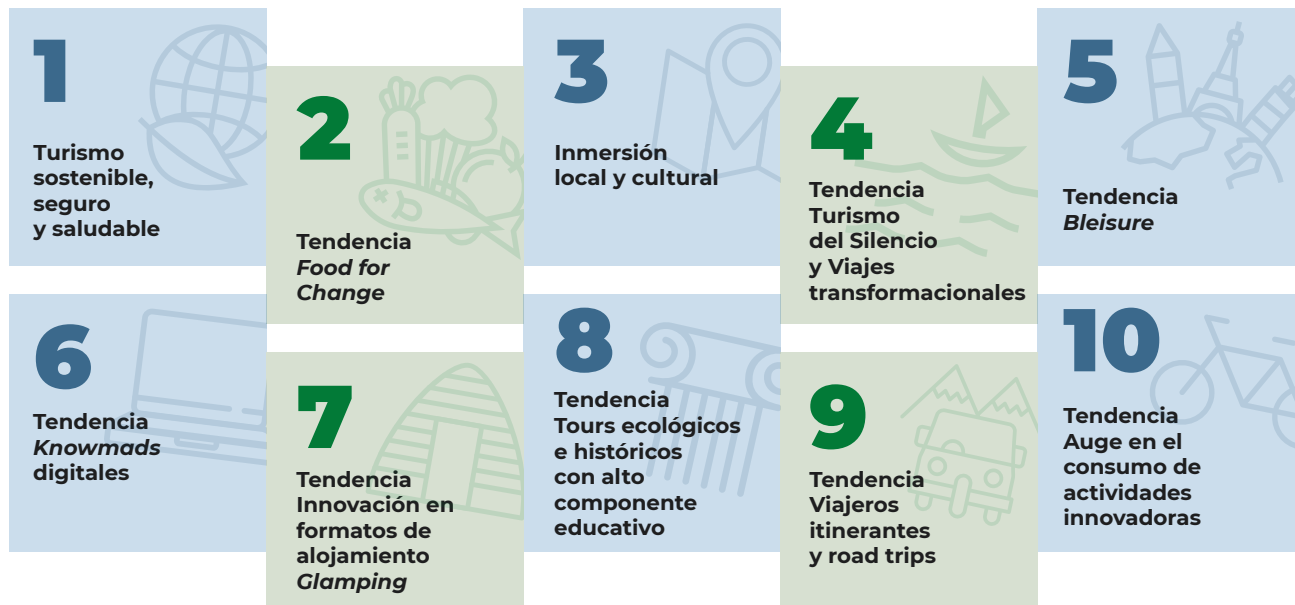 1
Turismo
sostenible,
seguro
y saludable
2
Tendencia
Food for
Change
3
Inmersión
local y cultural
4
Tendencia
Turismo
del Silencio
y Viajes
transformacionales
5
Tendencia
Bleisure
6
Tendencia
Knowmads
digitales
7
Tendencia
Innovación en
formatos de
alojamiento
Glamping
8
Tendencia
Tours ecológicos
e históricos
con alto
componente
educativo
9
Tendencia
Viajeros
itinerantes
y road trips
10
Tendencia
Auge en el
consumo de
actividades
innovadoras